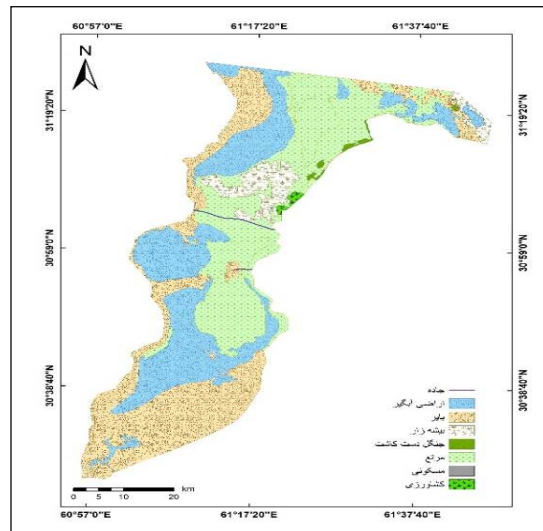 60°57'0"E 61°17'20"E 61°37'40"E
N
31°19'20"N 31°19'20"N
30°59'0"N 30°59'0"N
30°38'40"N 30°38'40"N
جاده
اراضی آبگیر
بایر
بیشه زار
جنگل دست کاشت
مراتع
مسکونی
کشاورزی
0 5 10 20 km
60°57'0"E 61°17'20"E 61°37'40"E